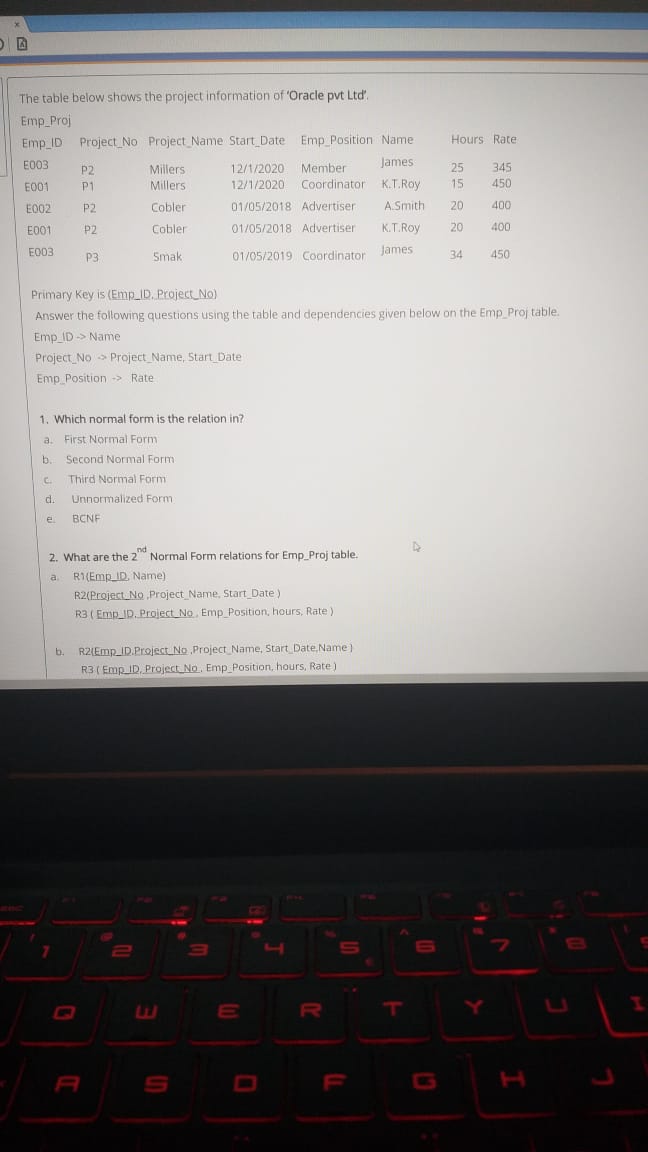 The table below shows the project information of 'Oracle pvt Ltd'.
Emp_Proj
Emp_ID Project_No Project_Name Start_Date Emp_Position Name Hours Rate
E003 P2 Millers 12/1/2020 Member James 25 345
E001 P1 Millers 12/1/2020 Coordinator K.T.Roy 15 450
E002 P2 Cobler 01/05/2018 Advertiser A.Smith 20 400
E001 P2 Cobler 01/05/2018 Advertiser K.T.Roy 20 400
E003 P3 Smak 01/05/2019 Coordinator James 34 450
Primary Key is (Emp_ID, Project_No)
Answer the following questions using the table and dependencies given below on the Emp_Proj table.
Emp_ID -> Name
Project_No -> Project_Name, Start_Date
Emp_Position -> Rate
1. Which normal form is the relation in?
a. First Normal Form
b. Second Normal Form
c. Third Normal Form
d. Unnormalized Form
e. BCNF
2. What are the 2nd Normal Form relations for Emp_Proj table.
a. R1(Emp_ID, Name)
R2(Project_No ,Project_Name, Start_Date )
R3 ( Emp_ID, Project_No , Emp_Position, hours, Rate )
b. R2(Emp_ID,Project_No ,Project_Name, Start_Date,Name )
R3 ( Emp_ID, Project_No , Emp_Position, hours, Rate )
1 2 3 4 5 6 7 8
Q W E R T Y U I
A S D F G H J